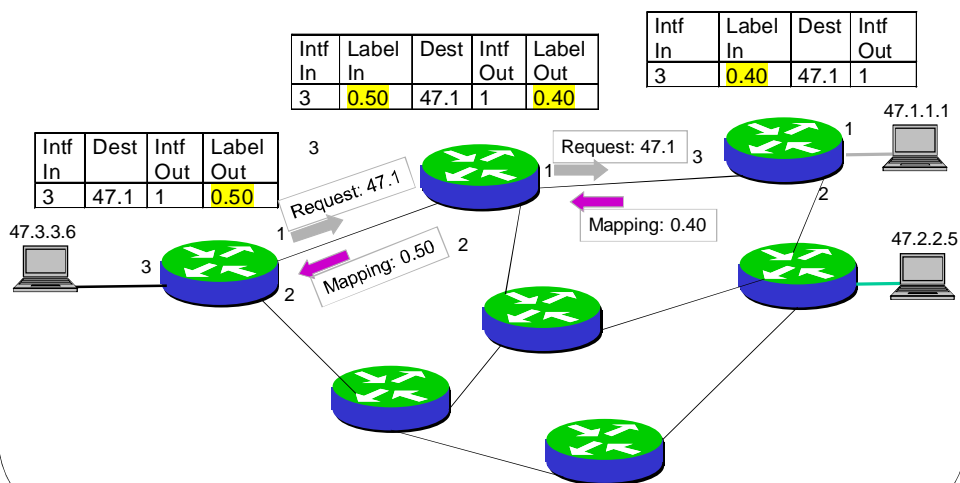 Intf In Label In Dest Intf Out
3 0.40 47.1 1
Intf In Label In Dest Intf Out Label Out
3 0.50 47.1 1 0.40
47.1.1.1
1
Intf In Dest Intf Out Label Out
3 47.1 1 0.50
3
Request: 47.1
1
3
Request: 47.1
2
Mapping: 0.40
47.3.3.6
1
2
47.2.2.5
3
Mapping: 0.50
2